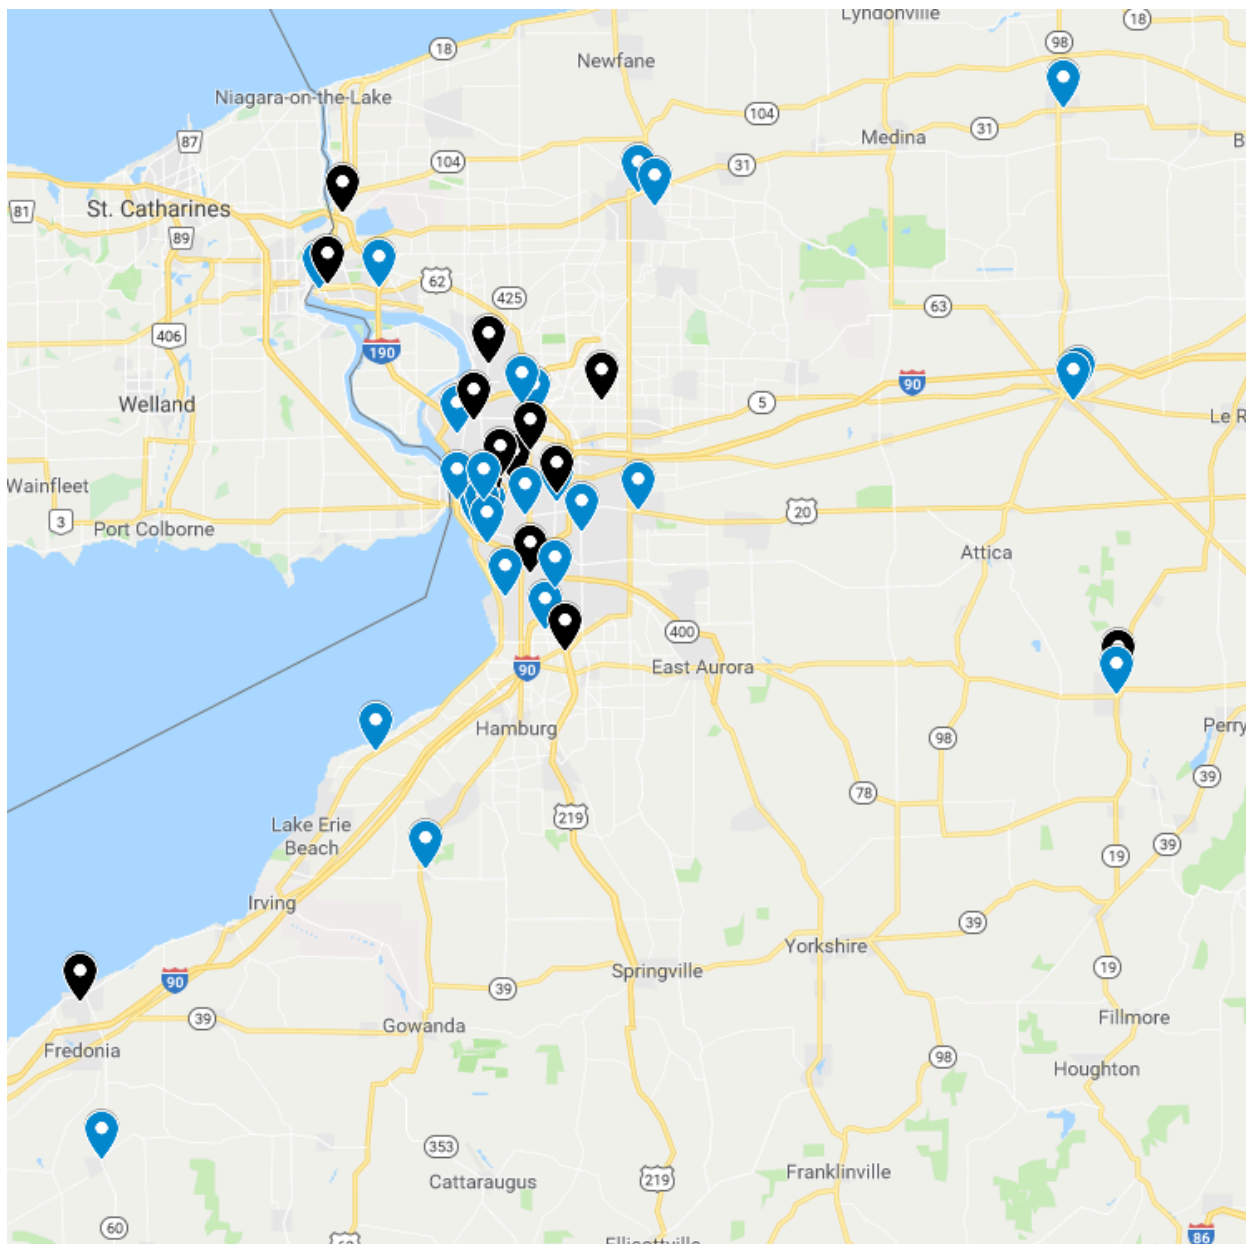 Lyndonville
18
98
18
Newfane
Niagara-on-the-Lake
104
87
31
Medina
31
104
81
St. Catharines
89
62
425
63
406
190
90
5
Welland
Le R
Wainfleet
3
Port Colborne
20
Attica
400
90
East Aurora
Hamburg
98
Perry
39
78
219
Lake Erie
Beach
39
19
Irving
39
Yorkshire
90
Springville
19
39
39
Fillmore
Gowanda
Fredonia
98
Houghton
353
Franklinville
219
Cattaraugus
60
86
Ellicottville